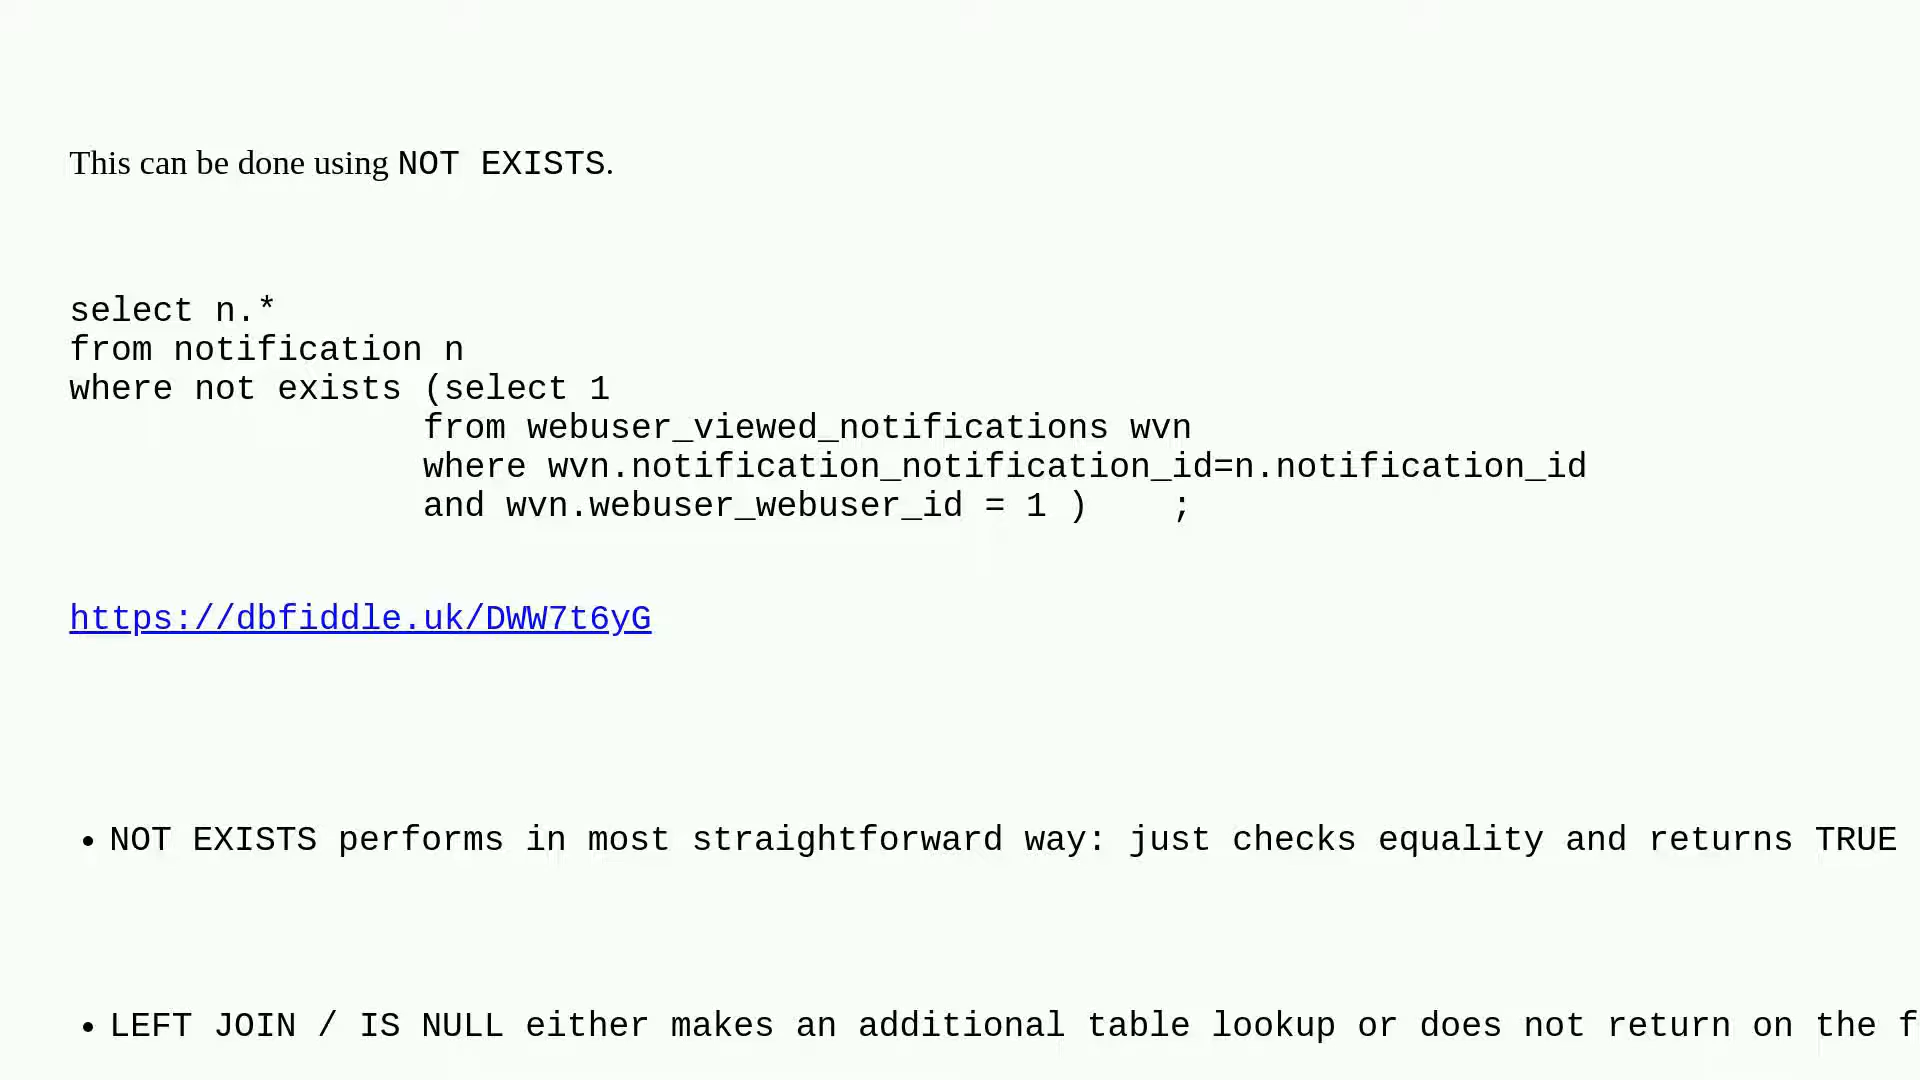 This can be done using NOT EXISTS.
select n.*
from notification n
where not exists (select 1
from webuser_viewed_notifications wvn
where wvn.notification_notification_id=n.notification_id
and wvn.webuser_webuser_id = 1 )    ;
https://dbfiddle.uk/DWW7t6yG
• NOT EXISTS performs in most straightforward way: just checks equality and returns TRUE
• LEFT JOIN / IS NULL either makes an additional table lookup or does not return on the f